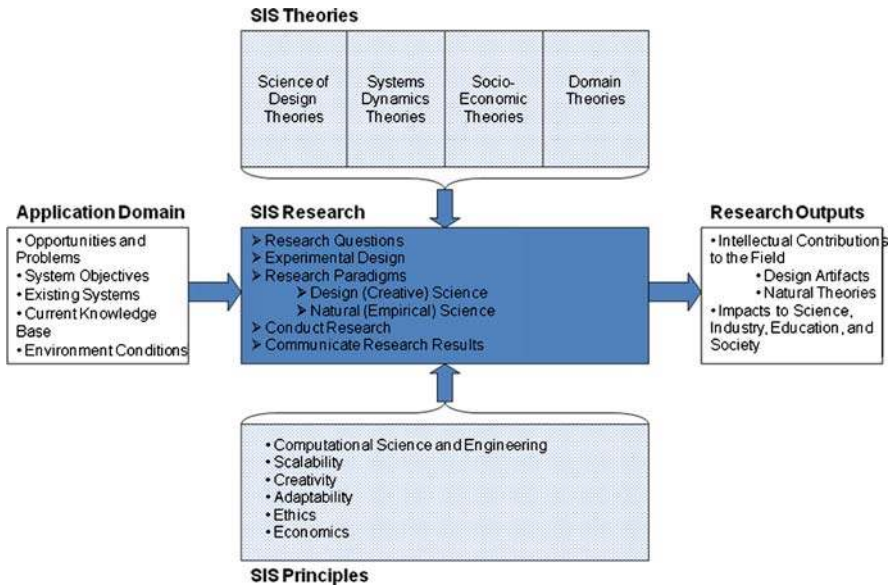 SIS Theories
Science of
Design
Theories
Systems
Dynamics
Theories
Socio-
Economic
Theories
Domain
Theories
Application Domain
• Opportunities and
Problems
• System Objectives
• Existing Systems
• Current Knowledge
Base
• Environment Conditions
SIS Research
➢ Research Questions
➢ Experimental Design
➢ Research Paradigms
➢ Design (Creative) Science
➢ Natural (Empirical) Science
➢ Conduct Research
➢ Communicate Research Results
Research Outputs
• Intellectual Contributions
to the Field
• Design Artifacts
• Natural Theories
• Impacts to Science,
Industry, Education, and
Society
• Computational Science and Engineering
• Scalability
• Creativity
• Adaptability
• Ethics
• Economics
SIS Principles